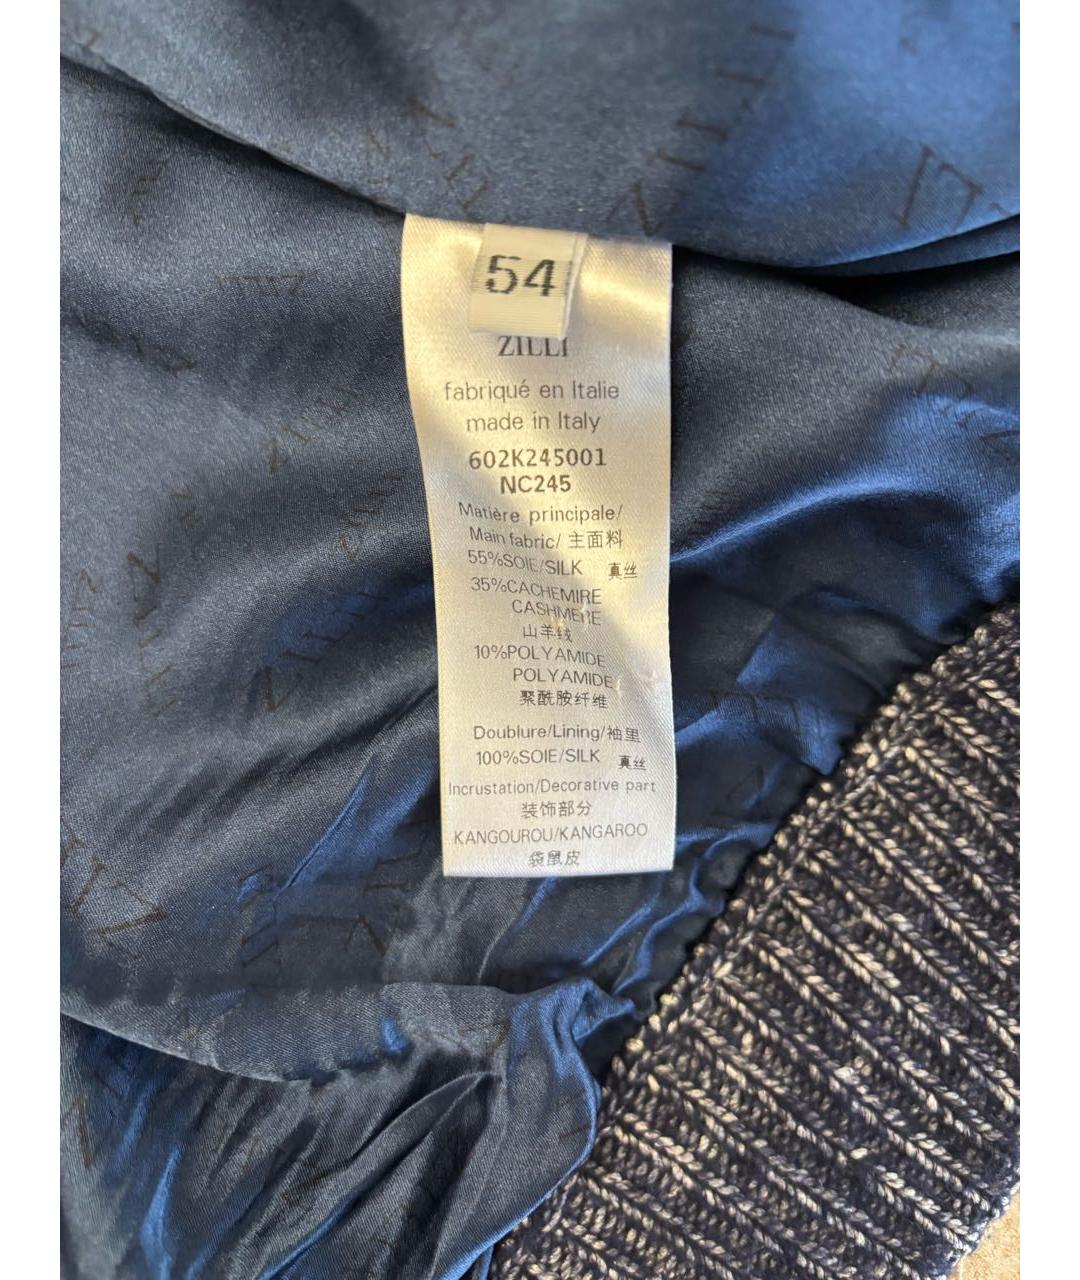 54
ZILLI
fabriqué en Italie
made in Italy
602K245001
NC245
Matière principale/
Main fabric/ 主面料
55%SOIE/SILK 真丝
35%CACHEMIRE
CASHMERE
山羊绒
10%POLYAMIDE
POLYAMIDE
聚酰胺纤维
Doublure/Lining/袖里
100%SOIE/SILK 真丝
Incrustation/Decorative part
装饰部分
KANGOUROU/KANGAROO
袋鼠皮